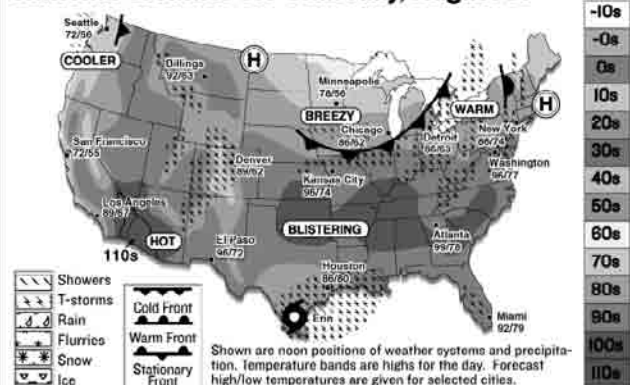 -10s
-0s
0s
10s
20s
30s
40s
50s
60s
70s
80s
90s
100s
110s
Seattle
72/56
COOLER
Billings
92/63
H
Minneapolis
78/56
BREEZY
WARM
H
Chicago
86/62
Detroit
86/63
New York
86/74
San Francisco
72/55
Denver
89/62
Washington
96/77
Kansas City
96/74
Los Angeles
89/67
110s
HOT
El Paso
96/72
BLISTERING
Atlanta
99/78
Houston
86/80
Erin
Miami
92/79
Showers
T-storms
Rain
Flurries
Snow
Ice
Cold Front
Warm Front
Stationary
Front
Shown are noon positions of weather systems and precipita-
tion. Temperature bands are highs for the day. Forecast
high/low temperatures are given for selected cities.